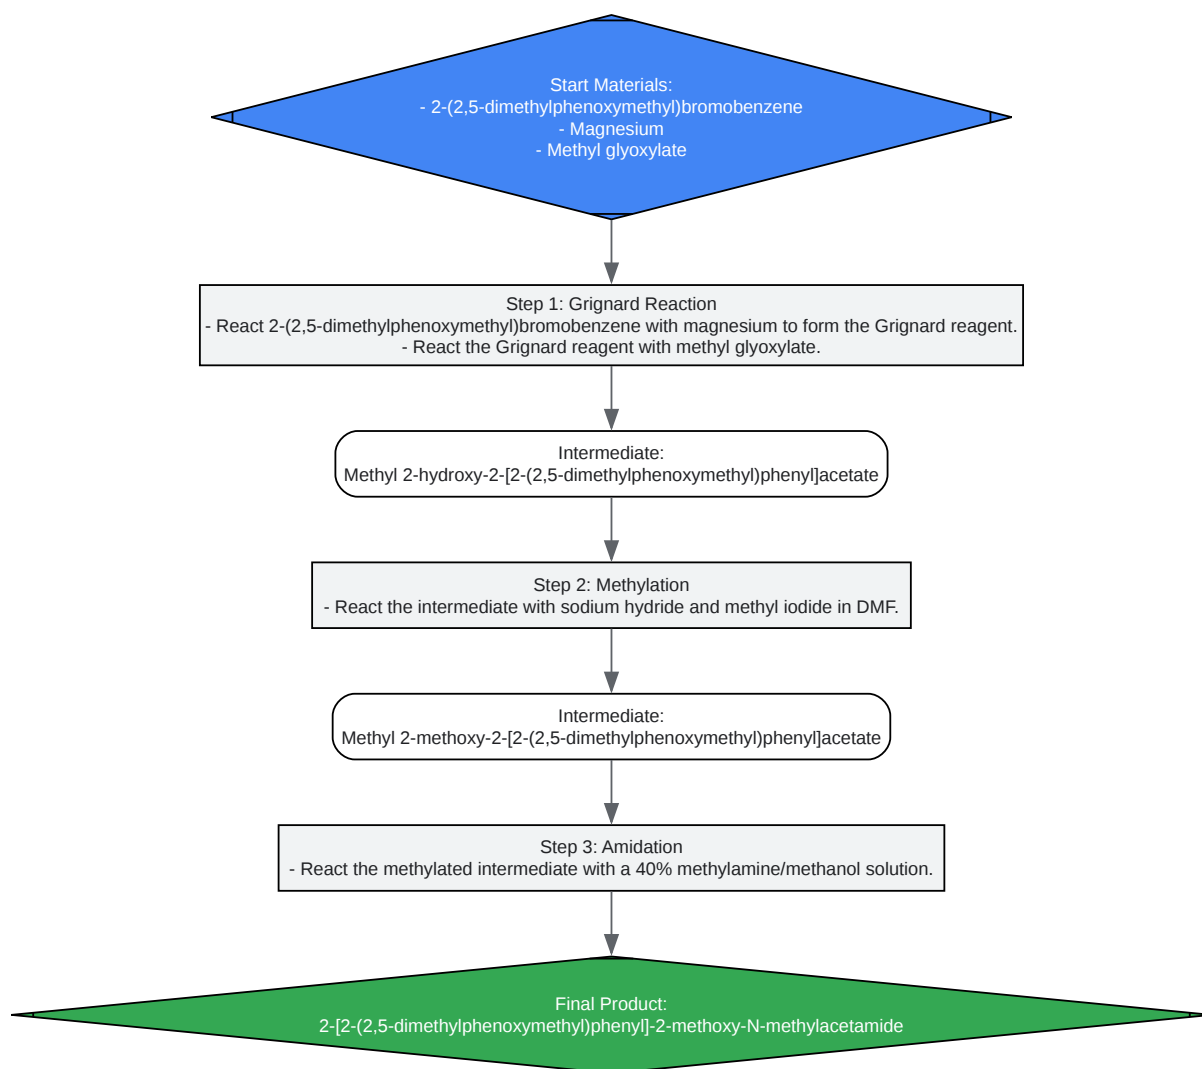 Start Materials:
- 2-(2,5-dimethylphenoxymethyl)bromobenzene
- Magnesium
- Methyl glyoxylate
Step 1: Grignard Reaction
- React 2-(2,5-dimethylphenoxymethyl)bromobenzene with magnesium to form the Grignard reagent.
- React the Grignard reagent with methyl glyoxylate.
Intermediate:
Methyl 2-hydroxy-2-[2-(2,5-dimethylphenoxymethyl)phenyl]acetate
Step 2: Methylation
- React the intermediate with sodium hydride and methyl iodide in DMF.
Intermediate:
Methyl 2-methoxy-2-[2-(2,5-dimethylphenoxymethyl)phenyl]acetate
Step 3: Amidation
- React the methylated intermediate with a 40% methylamine/methanol solution.
Final Product:
2-[2-(2,5-dimethylphenoxymethyl)phenyl]-2-methoxy-N-methylacetamide